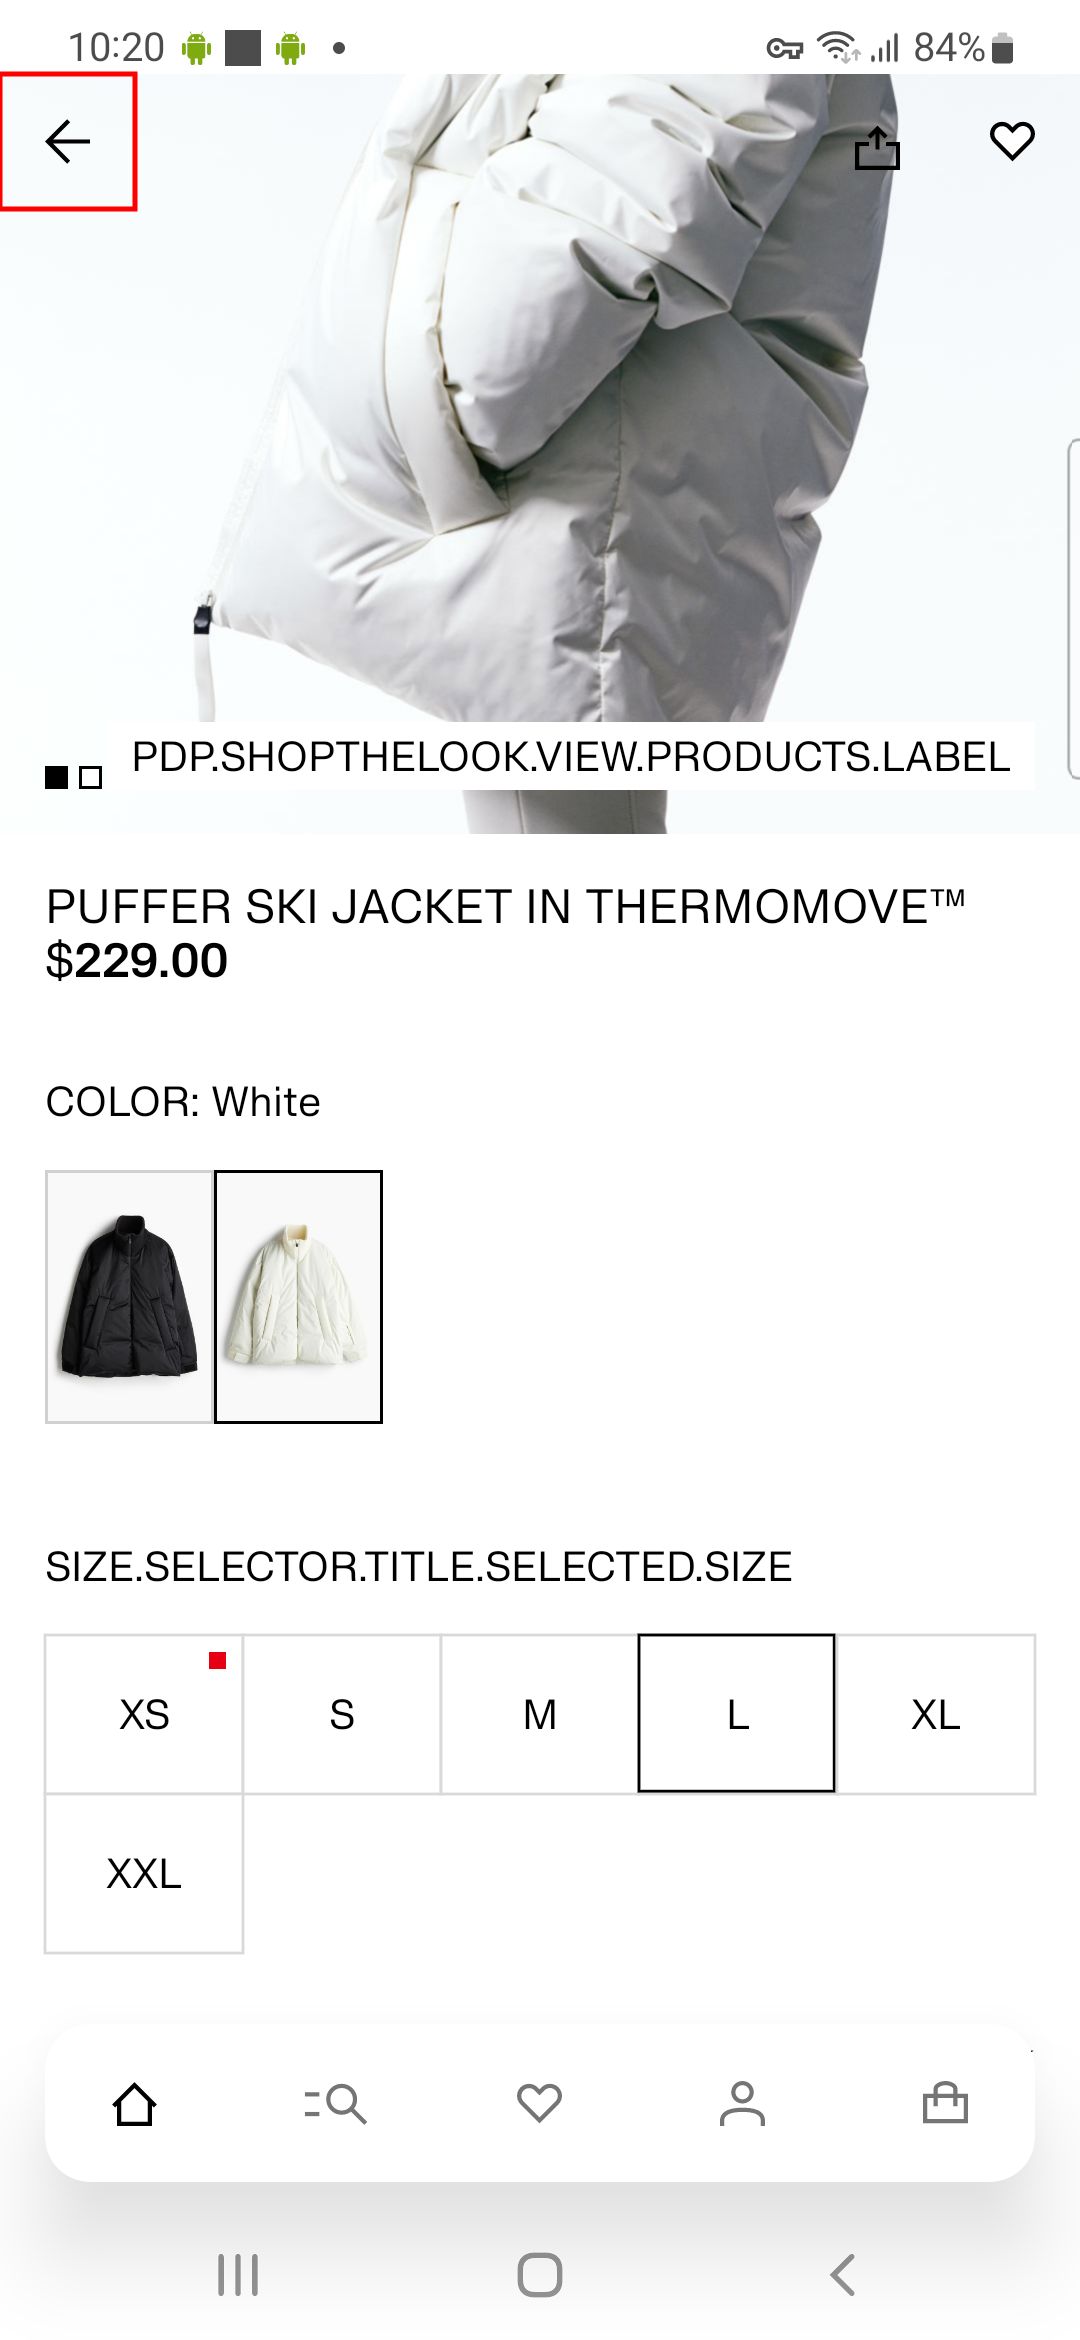 10:20
84%
PDP.SHOPTHELOOK.VIEW.PRODUCTS.LABEL
PUFFER SKI JACKET IN THERMOMOVE™
$229.00
COLOR: White
SIZE.SELECTOR.TITLE.SELECTED.SIZE
XS S M L XL
XXL